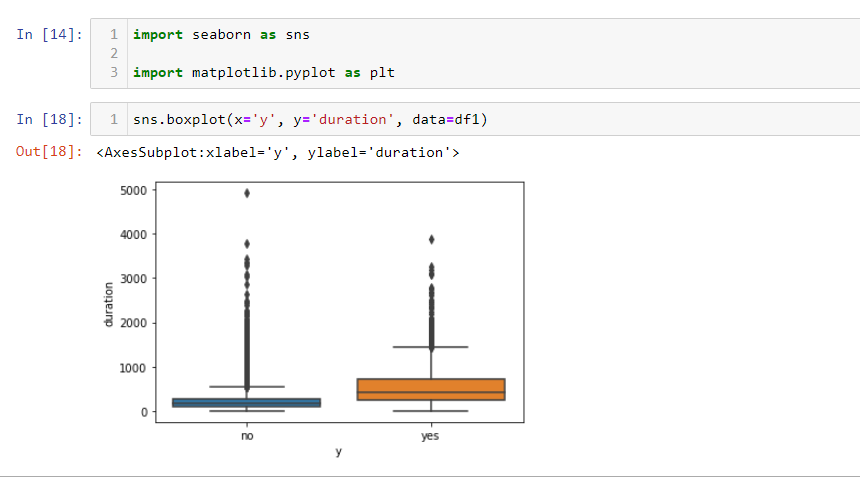 In [14]:
1 import seaborn as sns
2
3 import matplotlib.pyplot as plt
In [18]:
1 sns.boxplot(x='y', y='duration', data=df1)
Out[18]: <AxesSubplot:xlabel='y', ylabel='duration'>
5000
4000
3000
2000
1000
0
duration
no yes
y